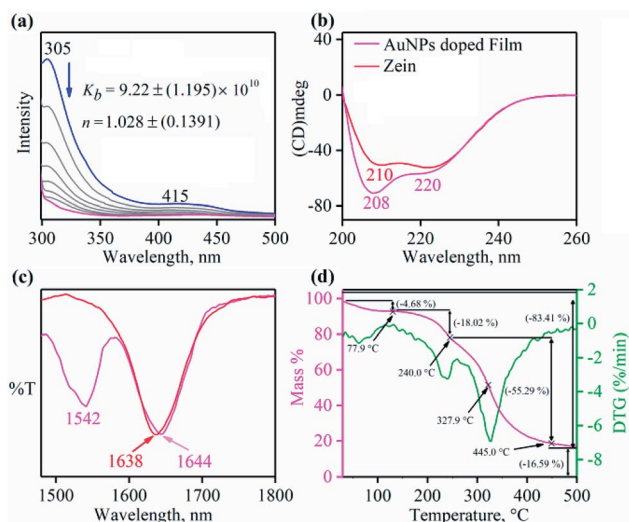 (a)
305
K_b = 9.22 ± (1.195) × 10^10
n = 1.028 ± (0.1391)
415
Intensity
300 350 400 450 500
Wavelength, nm
(b)
AuNPs doped Film
Zein
0
-40
-80
(CD)mdeg
210
220
208
200 220 240 260
Wavelength, nm
(c)
%T
1542
1638
1644
1500 1600 1700 1800
Wavelength, nm
(d)
100
80
60
40
20
0
Mass %
(-4.68 %)
(-18.02 %)
(-83.41 %)
77.9 °C
240.0 °C
(-55.29 %)
327.9 °C
445.0 °C
(-16.59 %)
2
0
-2
-4
-6
-8
DTG (%/min)
100 200 300 400 500
Temperature, °C